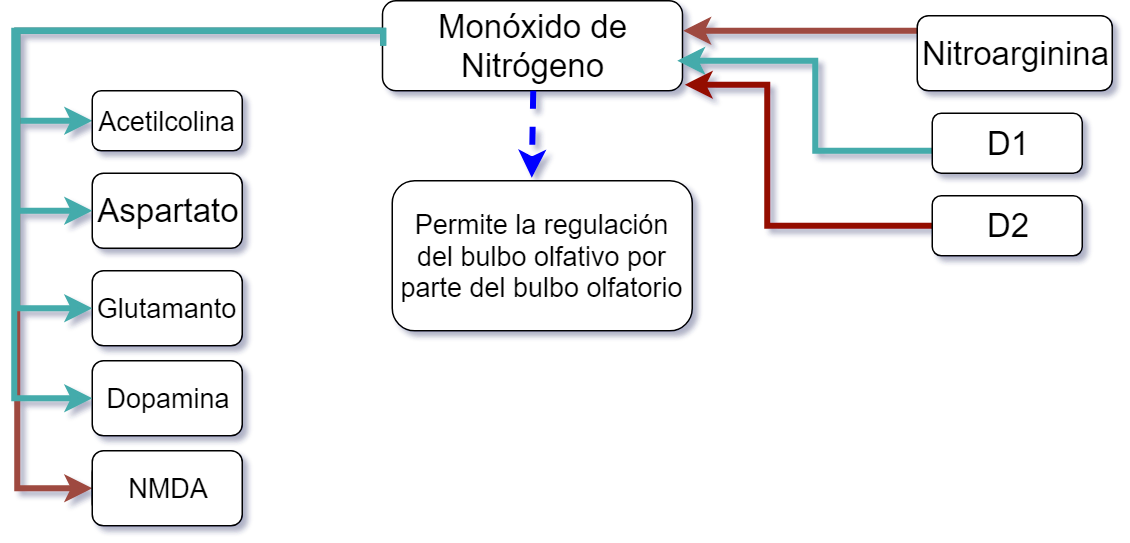 Monóxido de
Nitrógeno
Nitroarginina
D1
D2
Acetilcolina
Aspartato
Glutamanto
Dopamina
NMDA
Permite la regulación
del bulbo olfativo por
parte del bulbo olfatorio